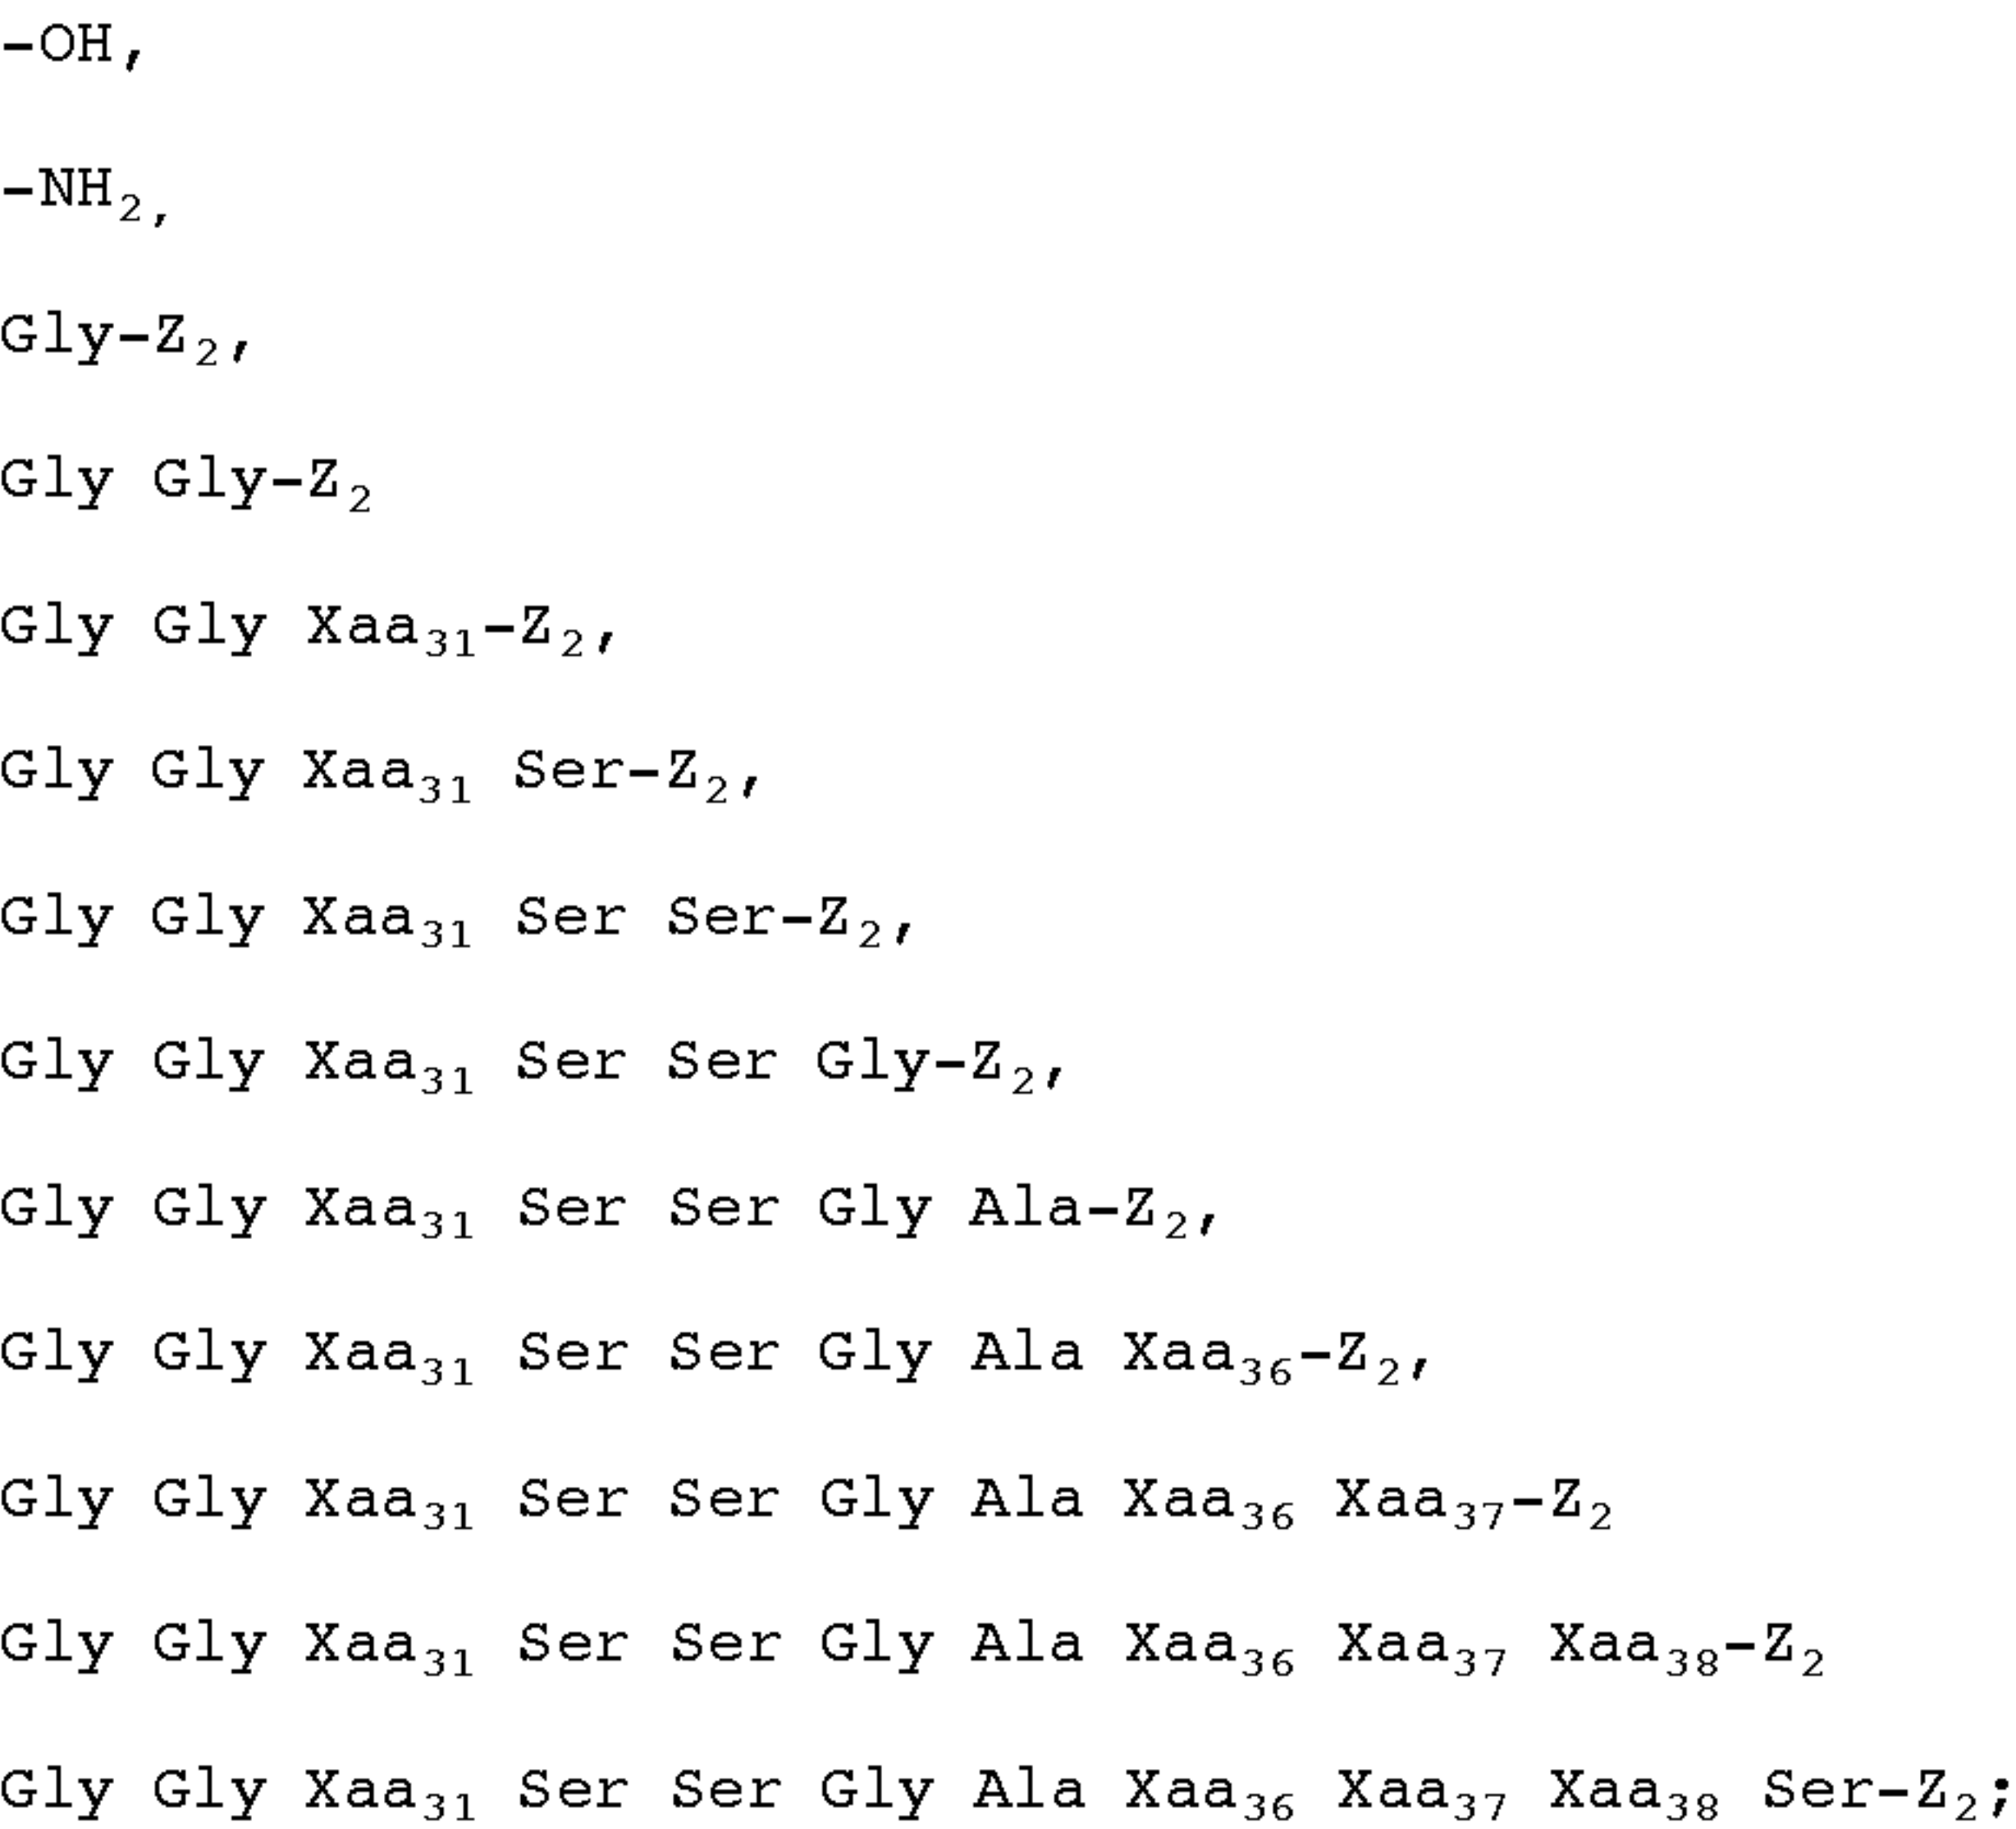 -OH,
-NH₂,
Gly-Z₂,
Gly Gly-Z₂
Gly Gly Xaa₃₁-Z₂,
Gly Gly Xaa₃₁ Ser-Z₂,
Gly Gly Xaa₃₁ Ser Ser-Z₂,
Gly Gly Xaa₃₁ Ser Ser Gly-Z₂,
Gly Gly Xaa₃₁ Ser Ser Gly Ala-Z₂,
Gly Gly Xaa₃₁ Ser Ser Gly Ala Xaa₃₆-Z₂,
Gly Gly Xaa₃₁ Ser Ser Gly Ala Xaa₃₆ Xaa₃₇-Z₂
Gly Gly Xaa₃₁ Ser Ser Gly Ala Xaa₃₆ Xaa₃₇ Xaa₃₈-Z₂
Gly Gly Xaa₃₁ Ser Ser Gly Ala Xaa₃₆ Xaa₃₇ Xaa₃₈ Ser-Z₂;